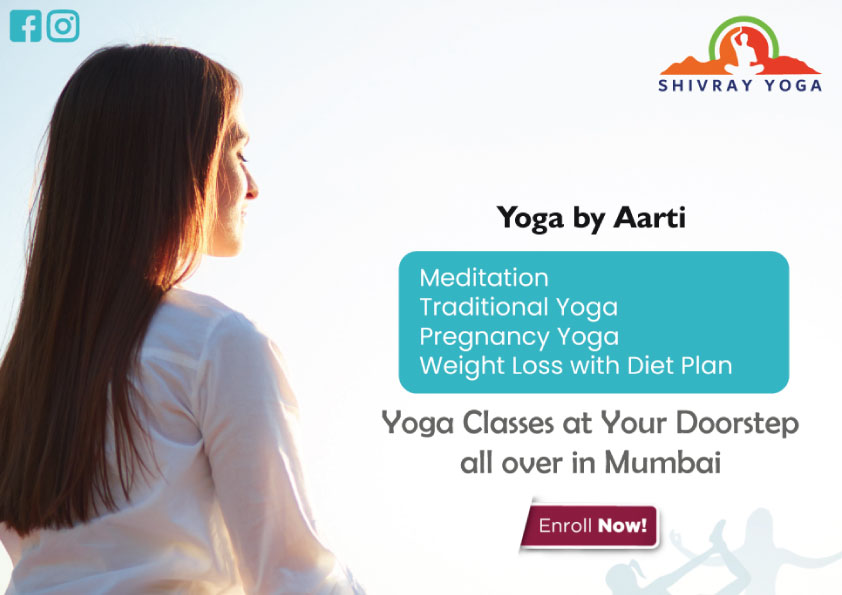 SHIVRAY YOGA
Yoga by Aarti
Meditation
Traditional Yoga
Pregnancy Yoga
Weight Loss with Diet Plan
Yoga Classes at Your Doorstep
all over in Mumbai
Enroll Now!